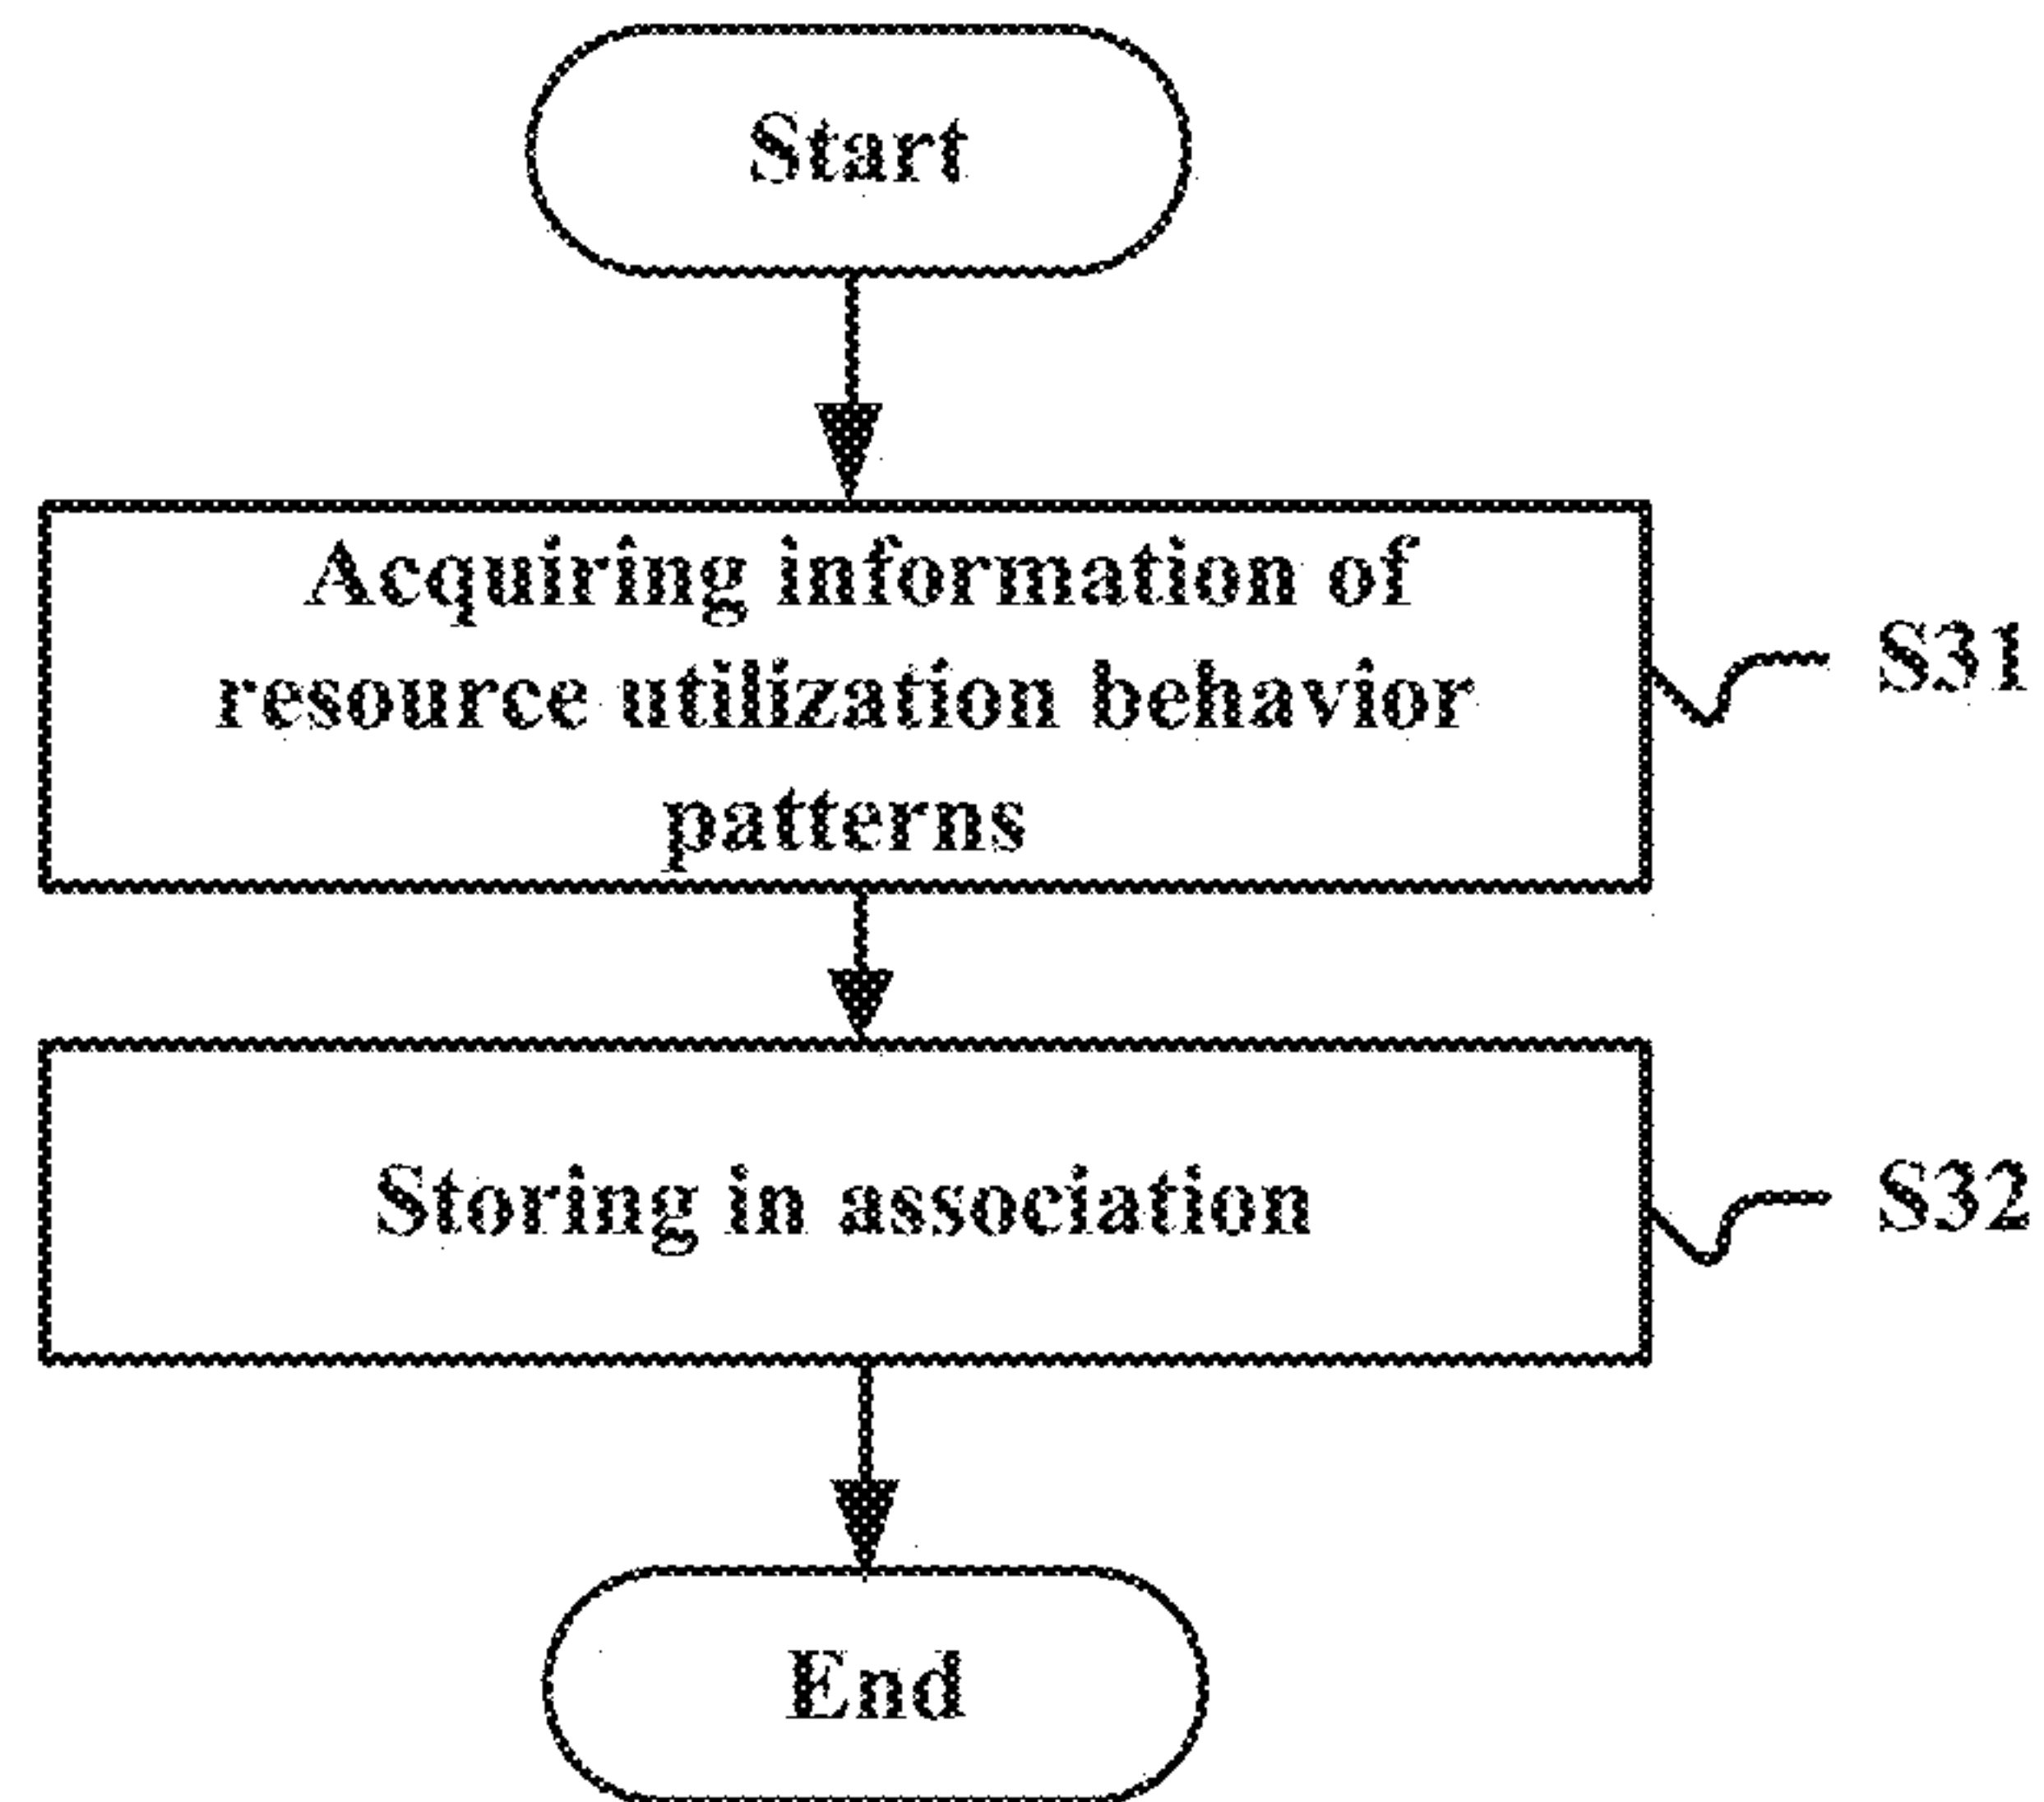 Start
Acquiring information of
resource utilization behavior
patterns
S31
Storing in association
S32
End